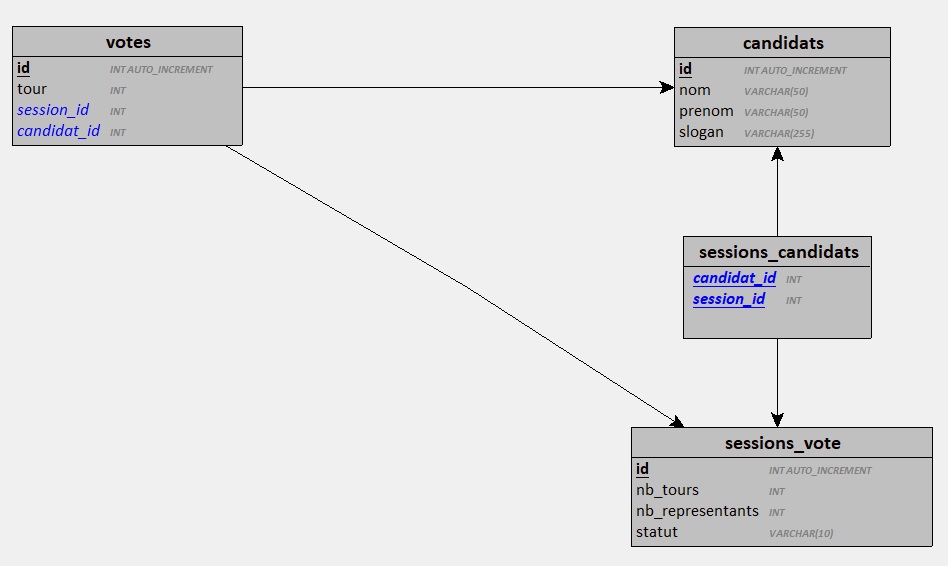 votes
id INT AUTO_INCREMENT
tour INT
session_id INT
candidat_id INT
candidats
id INT AUTO_INCREMENT
nom VARCHAR(50)
prenom VARCHAR(50)
slogan VARCHAR(255)
sessions_candidats
candidat_id INT
session_id INT
sessions_vote
id INT AUTO_INCREMENT
nb_tours INT
nb_representants INT
statut VARCHAR(10)